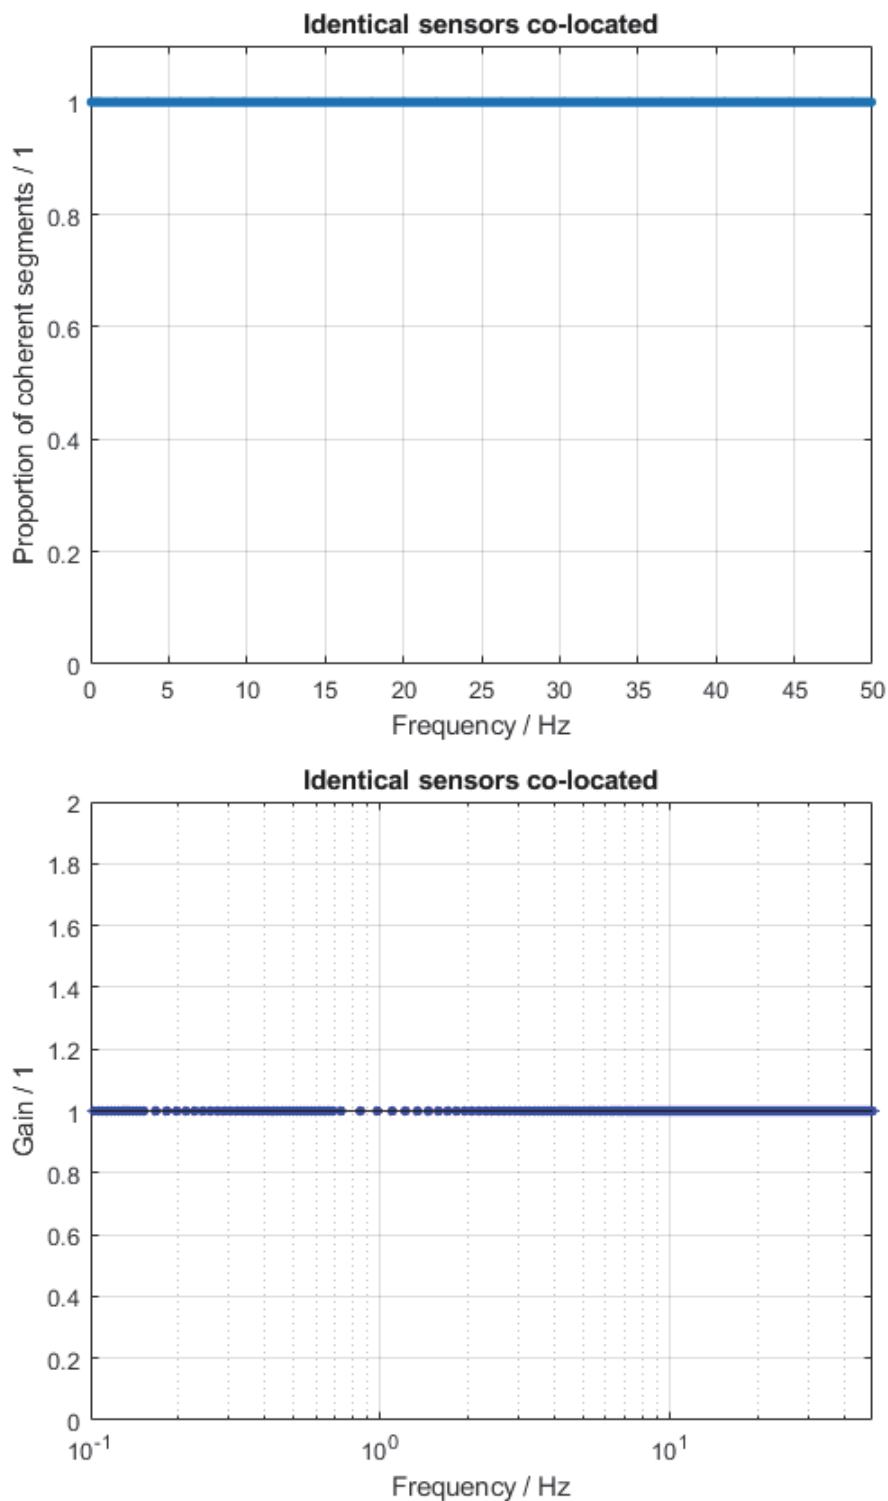 Identical sensors co-located
Proportion of coherent segments / 1
1
0.8
0.6
0.4
0.2
0
0 5 10 15 20 25 30 35 40 45 50
Frequency / Hz
Identical sensors co-located
Gain / 1
2
1.8
1.6
1.4
1.2
1
0.8
0.6
0.4
0.2
0
10^-1 10^0 10^1
Frequency / Hz